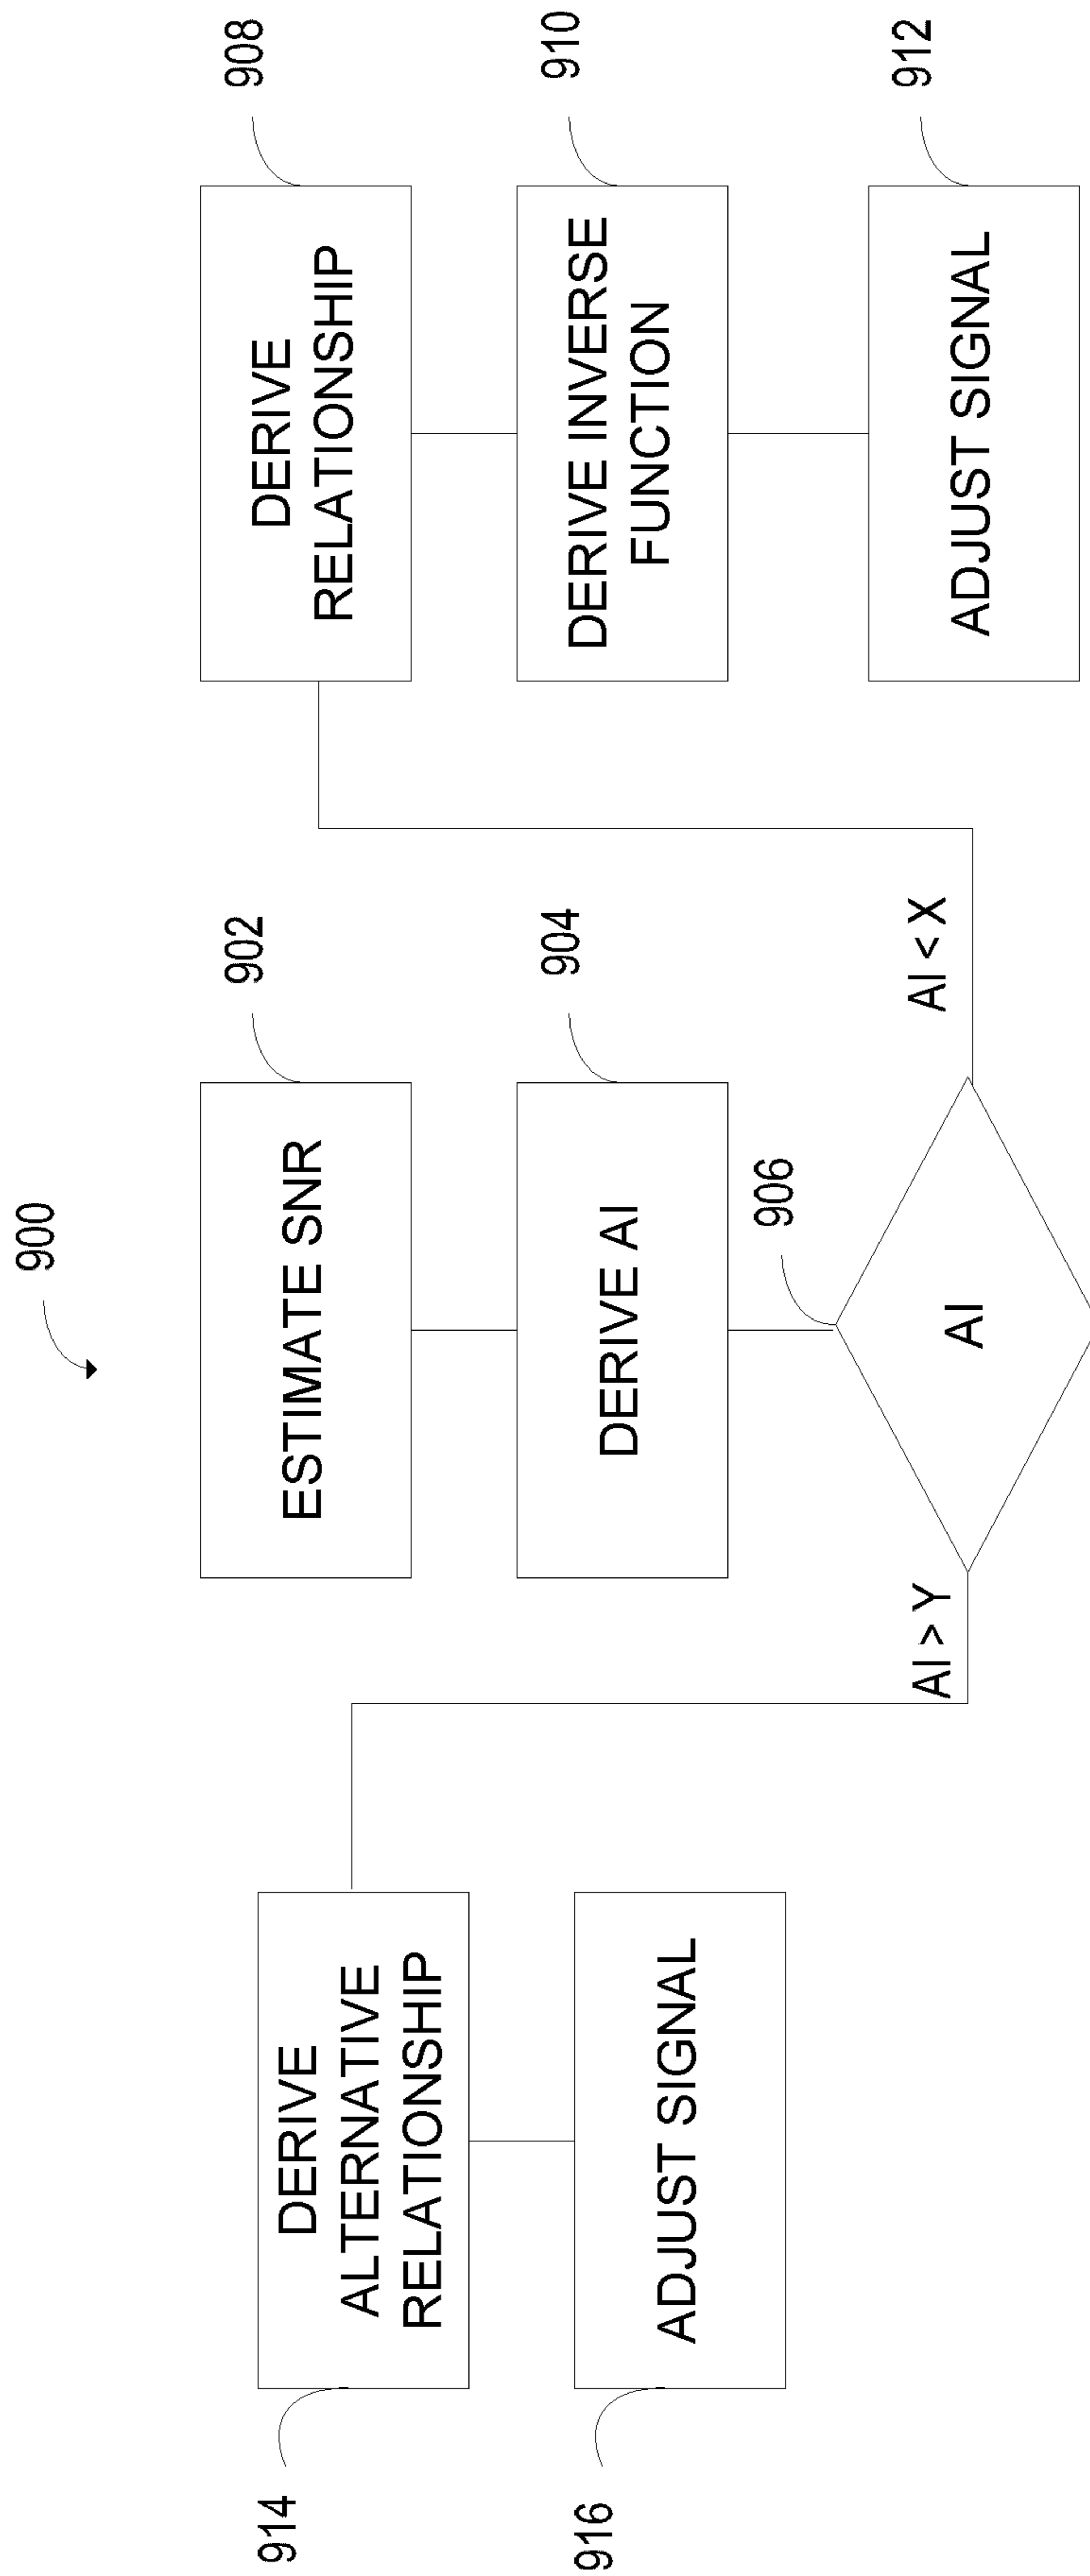 900
902
ESTIMATE SNR
904
DERIVE AI
906
AI
AI > Y
AI < X
914
DERIVE
ALTERNATIVE
RELATIONSHIP
916
ADJUST SIGNAL
908
DERIVE
RELATIONSHIP
910
DERIVE INVERSE
FUNCTION
912
ADJUST SIGNAL